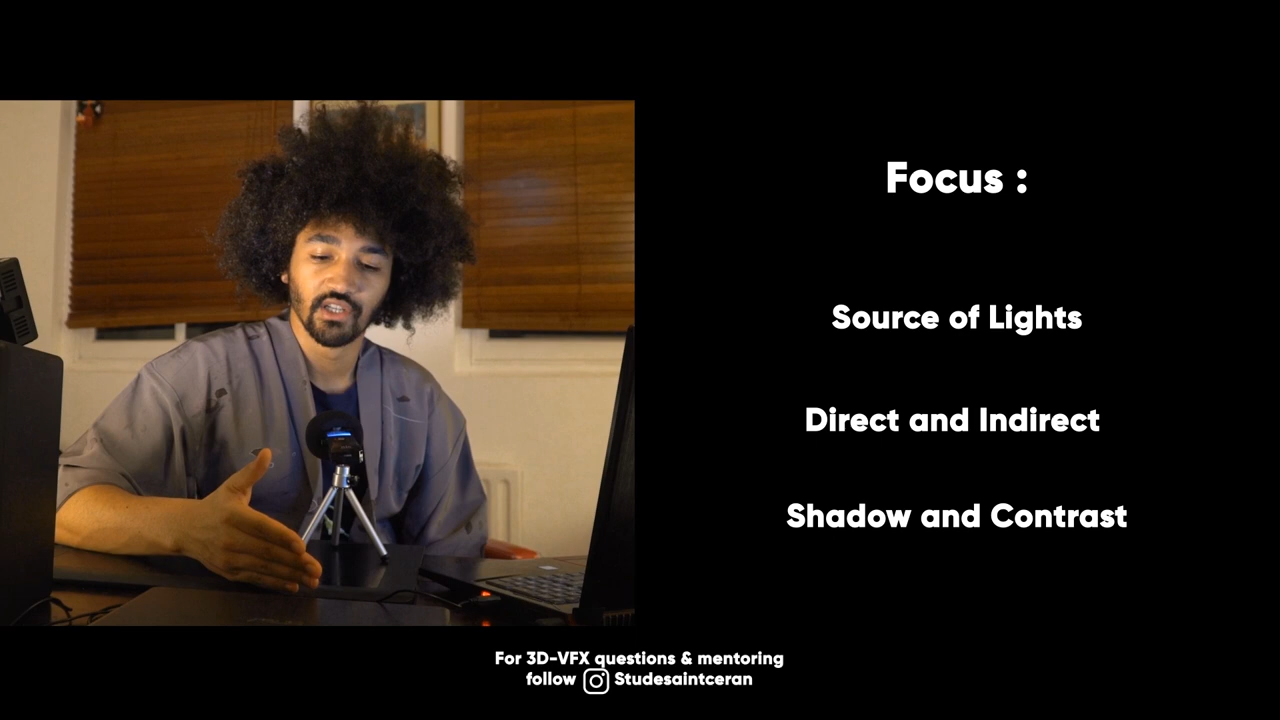 Focus :
Source of Lights
Direct and Indirect
Shadow and Contrast
For 3D-VFX questions & mentoring
follow Studesaintceran